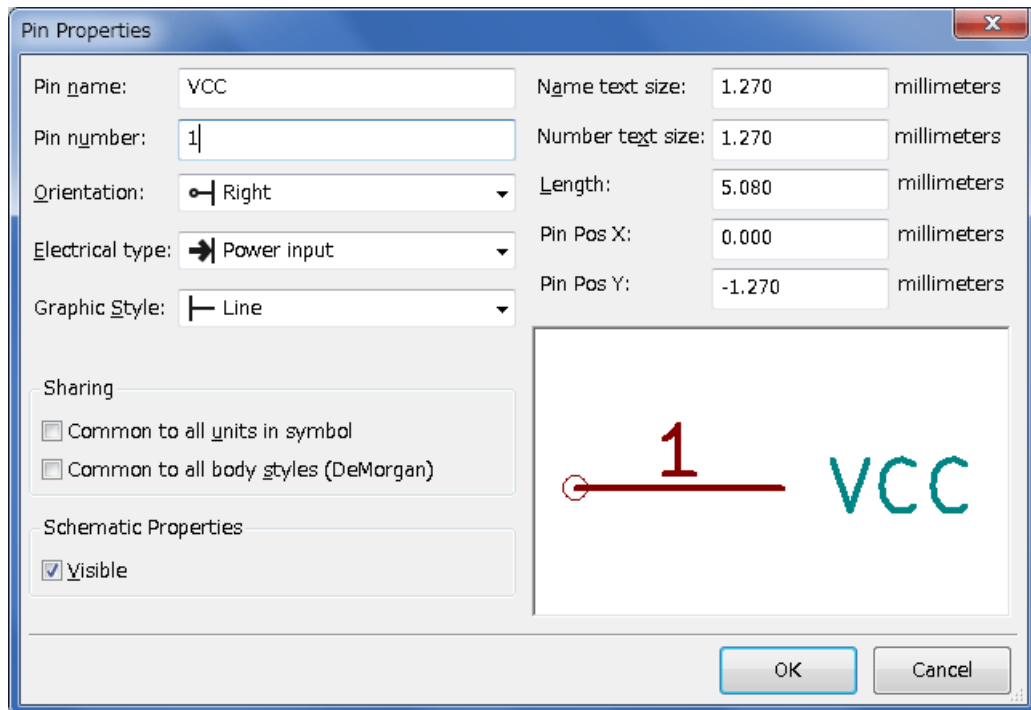 Pin Properties
Pin name: VCC
Pin number: 1
Orientation: Right
Electrical type: Power input
Graphic Style: Line
Name text size: 1.270 millimeters
Number text size: 1.270 millimeters
Length: 5.080 millimeters
Pin Pos X: 0.000 millimeters
Pin Pos Y: -1.270 millimeters
Sharing
Common to all units in symbol
Common to all body styles (DeMorgan)
Schematic Properties
Visible
1 VCC
OK Cancel